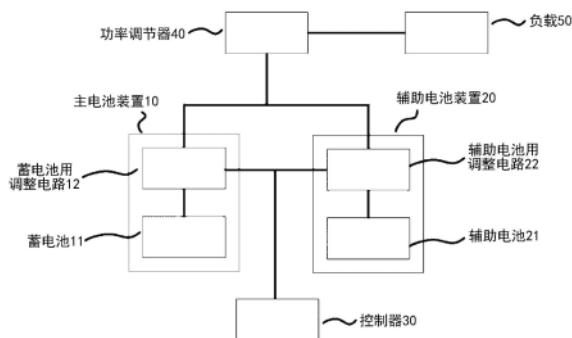 功率调节器40
负载50
主电池装置10
辅助电池装置20
蓄电池用
调整电路12
辅助电池用
调整电路22
蓄电池11
辅助电池21
控制器30